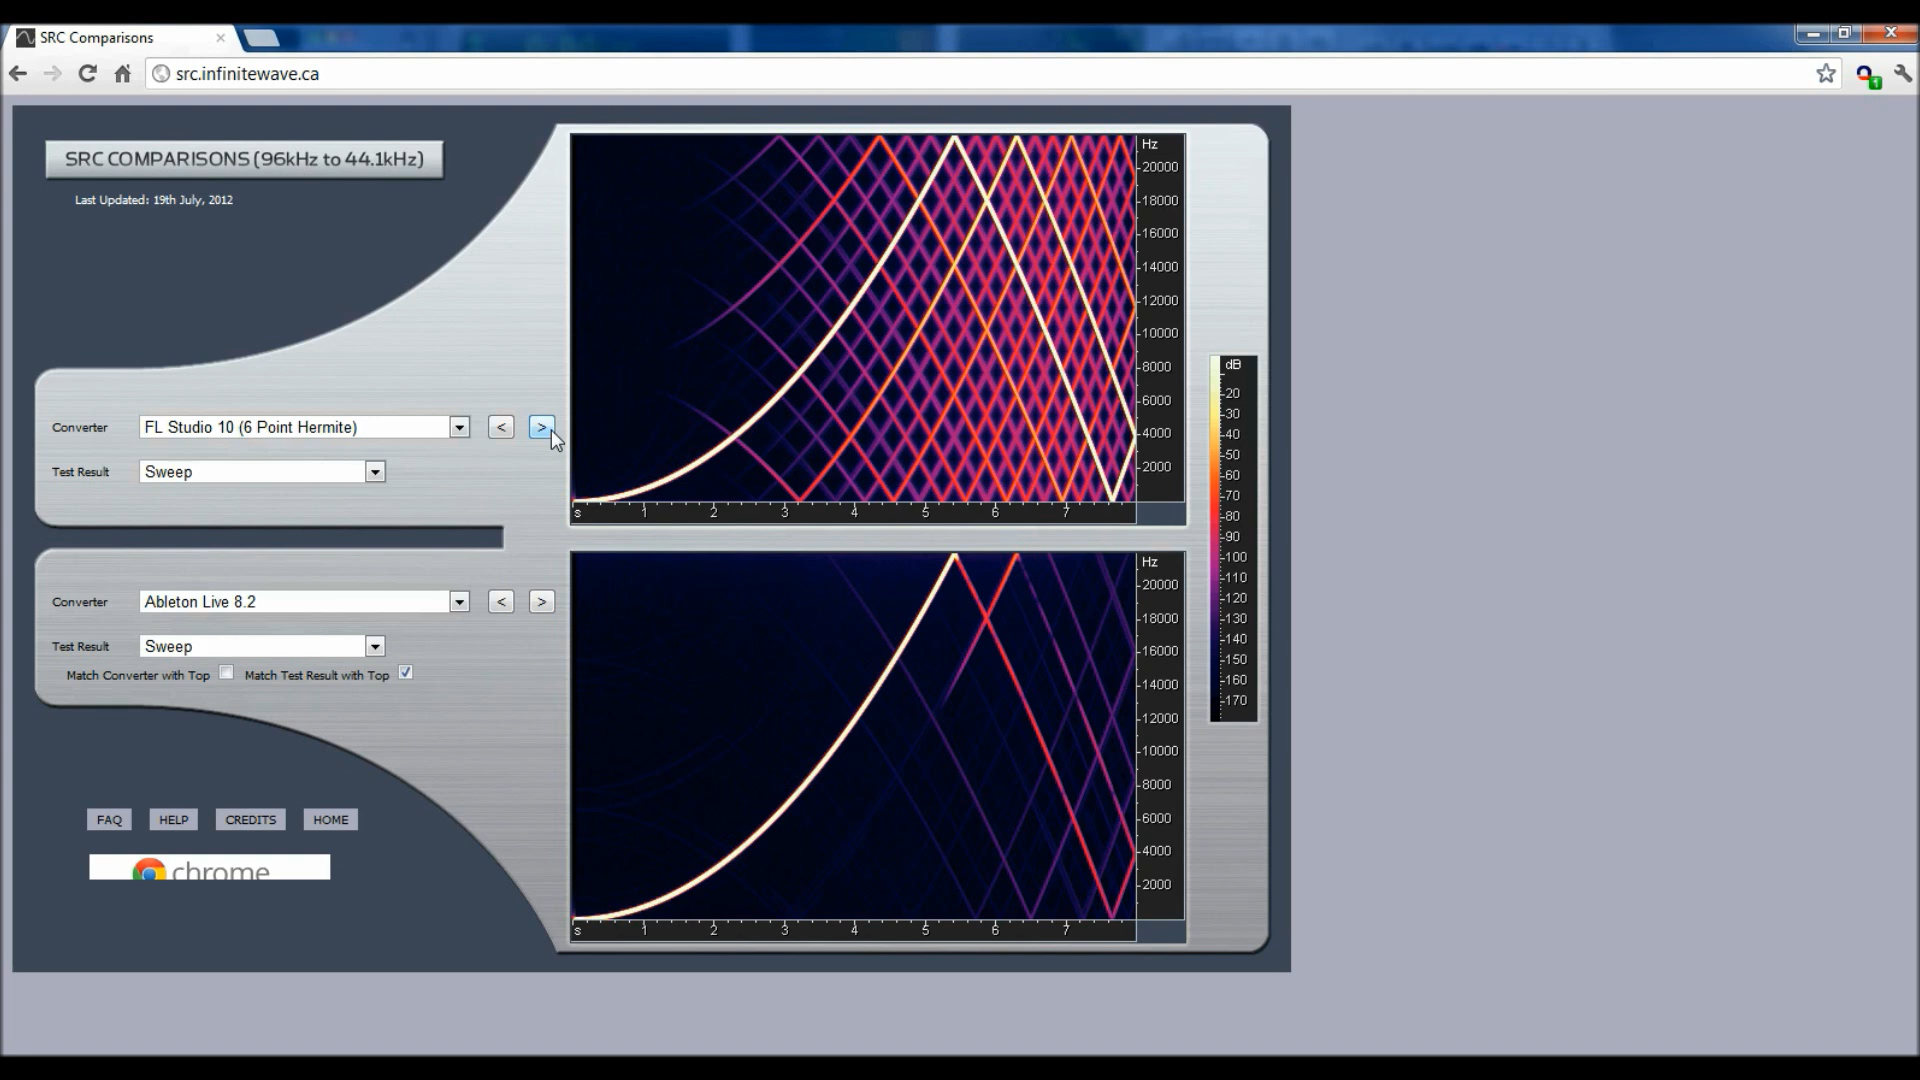 SRC Comparisons
src.infinitewave.ca
SRC COMPARISONS (96kHz to 44.1kHz)
Last Updated: 19th July, 2012
Converter
FL Studio 10 (6 Point Hermite)
<
>
Test Result
Sweep
Hz
20000
18000
16000
14000
12000
10000
8000
6000
4000
2000
s 1 2 3 4 5 6 7
Converter
Ableton Live 8.2
<
>
Test Result
Sweep
Match Converter with Top
Match Test Result with Top
Hz
20000
18000
16000
14000
12000
10000
8000
6000
4000
2000
s 1 2 3 4 5 6 7
dB
-20
-30
-40
-50
-60
-70
-80
-90
-100
-110
-120
-130
-140
-150
-160
-170
FAQ HELP CREDITS HOME
chrome
1